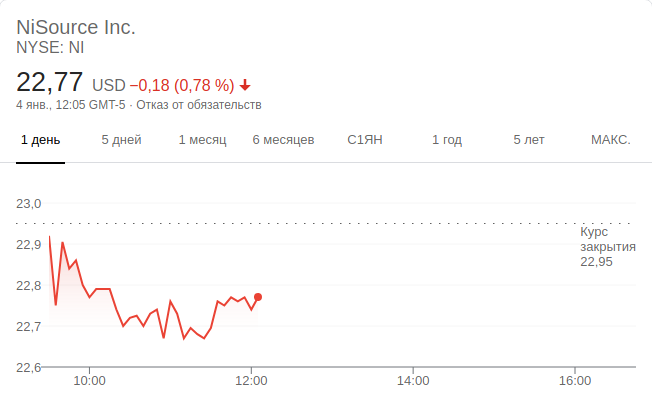 NiSource Inc.
NYSE: NI
22,77 USD −0,18 (0,78 %)
4 янв., 12:05 GMT-5 · Отказ от обязательств
1 день 5 дней 1 месяц 6 месяцев С1ЯН 1 год 5 лет МАКС.
23,0
22,9
22,8
22,7
22,6
Курс
закрытия
22,95
10:00 12:00 14:00 16:00